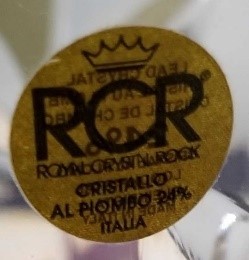 RCR®
ROYAL CRYSTAL ROCK
CRISTALLO
AL PIOMBO 24%
ITALIA